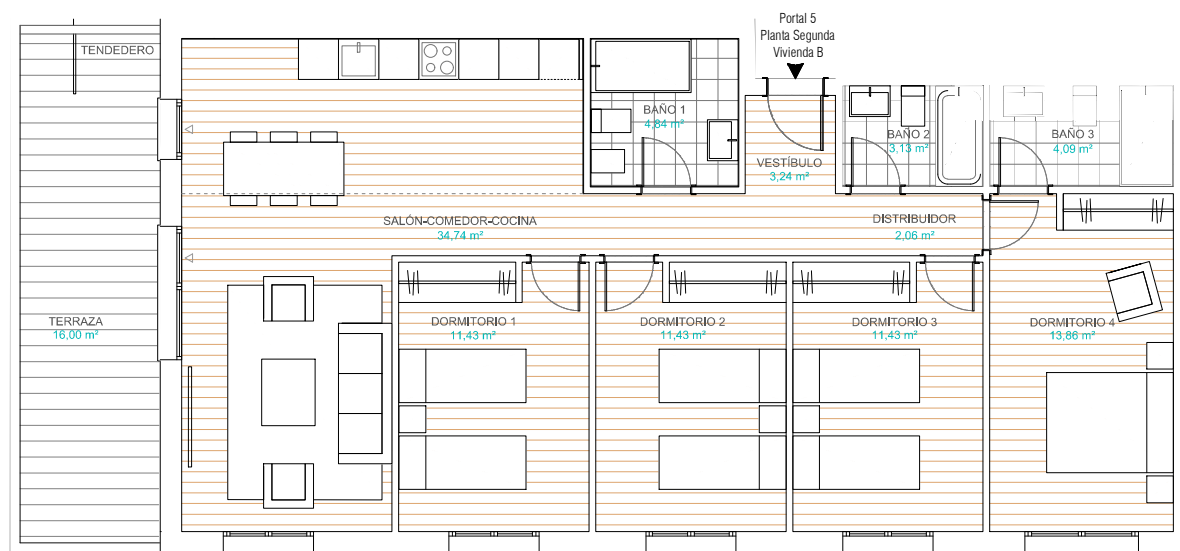 Portal 5
Planta Segunda
Vivienda B
TENDEDERO
BAÑO 1
4,84 m²
BAÑO 2
3,13 m²
BAÑO 3
4,09 m²
VESTÍBULO
3,24 m²
SALÓN-COMEDOR-COCINA
34,74 m²
DISTRIBUIDOR
2,06 m²
TERRAZA
16,00 m²
DORMITORIO 1
11,43 m²
DORMITORIO 2
11,43 m²
DORMITORIO 3
11,43 m²
DORMITORIO 4
13,86 m²